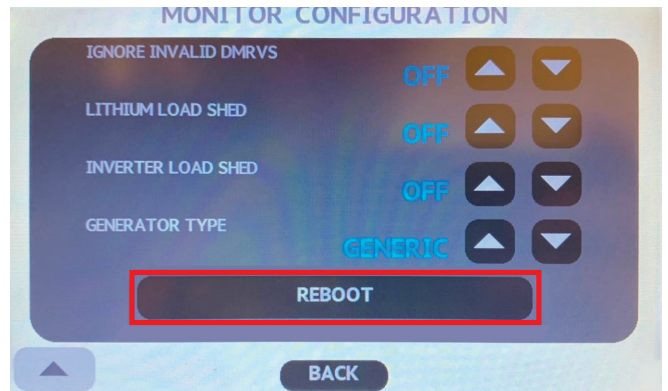 MONITOR CONFIGURATION
IGNORE INVALID DMRVS
OFF
LITHIUM LOAD SHED
OFF
INVERTER LOAD SHED
OFF
GENERATOR TYPE
GENERIC
REBOOT
BACK